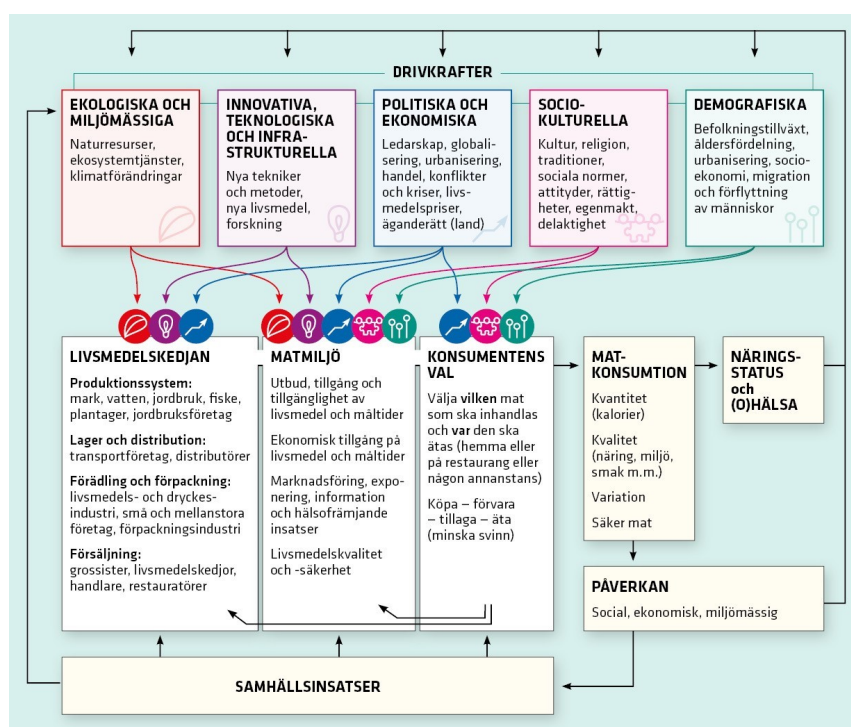 DRIVKRAFTER
EKOLOGISKA OCH
MILJÖMÄSSIGA
Naturresurser,
ekosystemtjänster,
klimatförändringar
INNOVATIVA,
TEKNOLOGISKA
OCH INFRA-
STRUKTURELLA
Nya tekniker
och metoder,
nya livsmedel,
forskning
POLITISKA OCH
EKONOMISKA
Ledarskap, globali-
sering, urbanisering,
handel, konflikter
och kriser, livs-
medelspriser,
äganderätt (land)
SOCIO-
KULTURELLA
Kultur, religion,
traditioner,
sociala normer,
attityder, rättig-
heter, egenmakt,
delaktighet
DEMOGRAFISKA
Befolkningstillväxt,
åldersfördelning,
urbanisering, socio-
ekonomi, migration
och förflyttning
av människor
LIVSMEDELSKEDJAN
Produktionssystem:
mark, vatten, jordbruk, fiske,
plantager, jordbruksföretag
Lager och distribution:
transportföretag, distributörer
Förädling och förpackning:
livsmedels- och dryckes-
industri, små och mellanstora
företag, förpackningsindustri
Försäljning:
grossister, livsmedelskedjor,
handlare, restauratörer
MATMILJÖ
Utbud, tillgång och
tillgänglighet av
livsmedel och måltider
Ekonomisk tillgång på
livsmedel och måltider
Marknadsföring, expo-
nering, information
och hälsofrämjande
insatser
Livsmedelskvalitet
och -säkerhet
KONSUMENTENS
VAL
Välja vilken mat
som ska inhandlas
och var den ska
ätas (hemma eller
på restaurang eller
någon annanstans)
Köpa – förvara
– tillaga – äta
(minska svinn)
MAT-
KONSUMTION
Kvantitet
(kalorier)
Kvalitet
(näring, miljö,
smak m.m.)
Variation
Säker mat
NÄRINGS-
STATUS
och
(O)HÄLSA
PÅVERKAN
Social, ekonomisk, miljömässig
SAMHÄLLSINSATSER